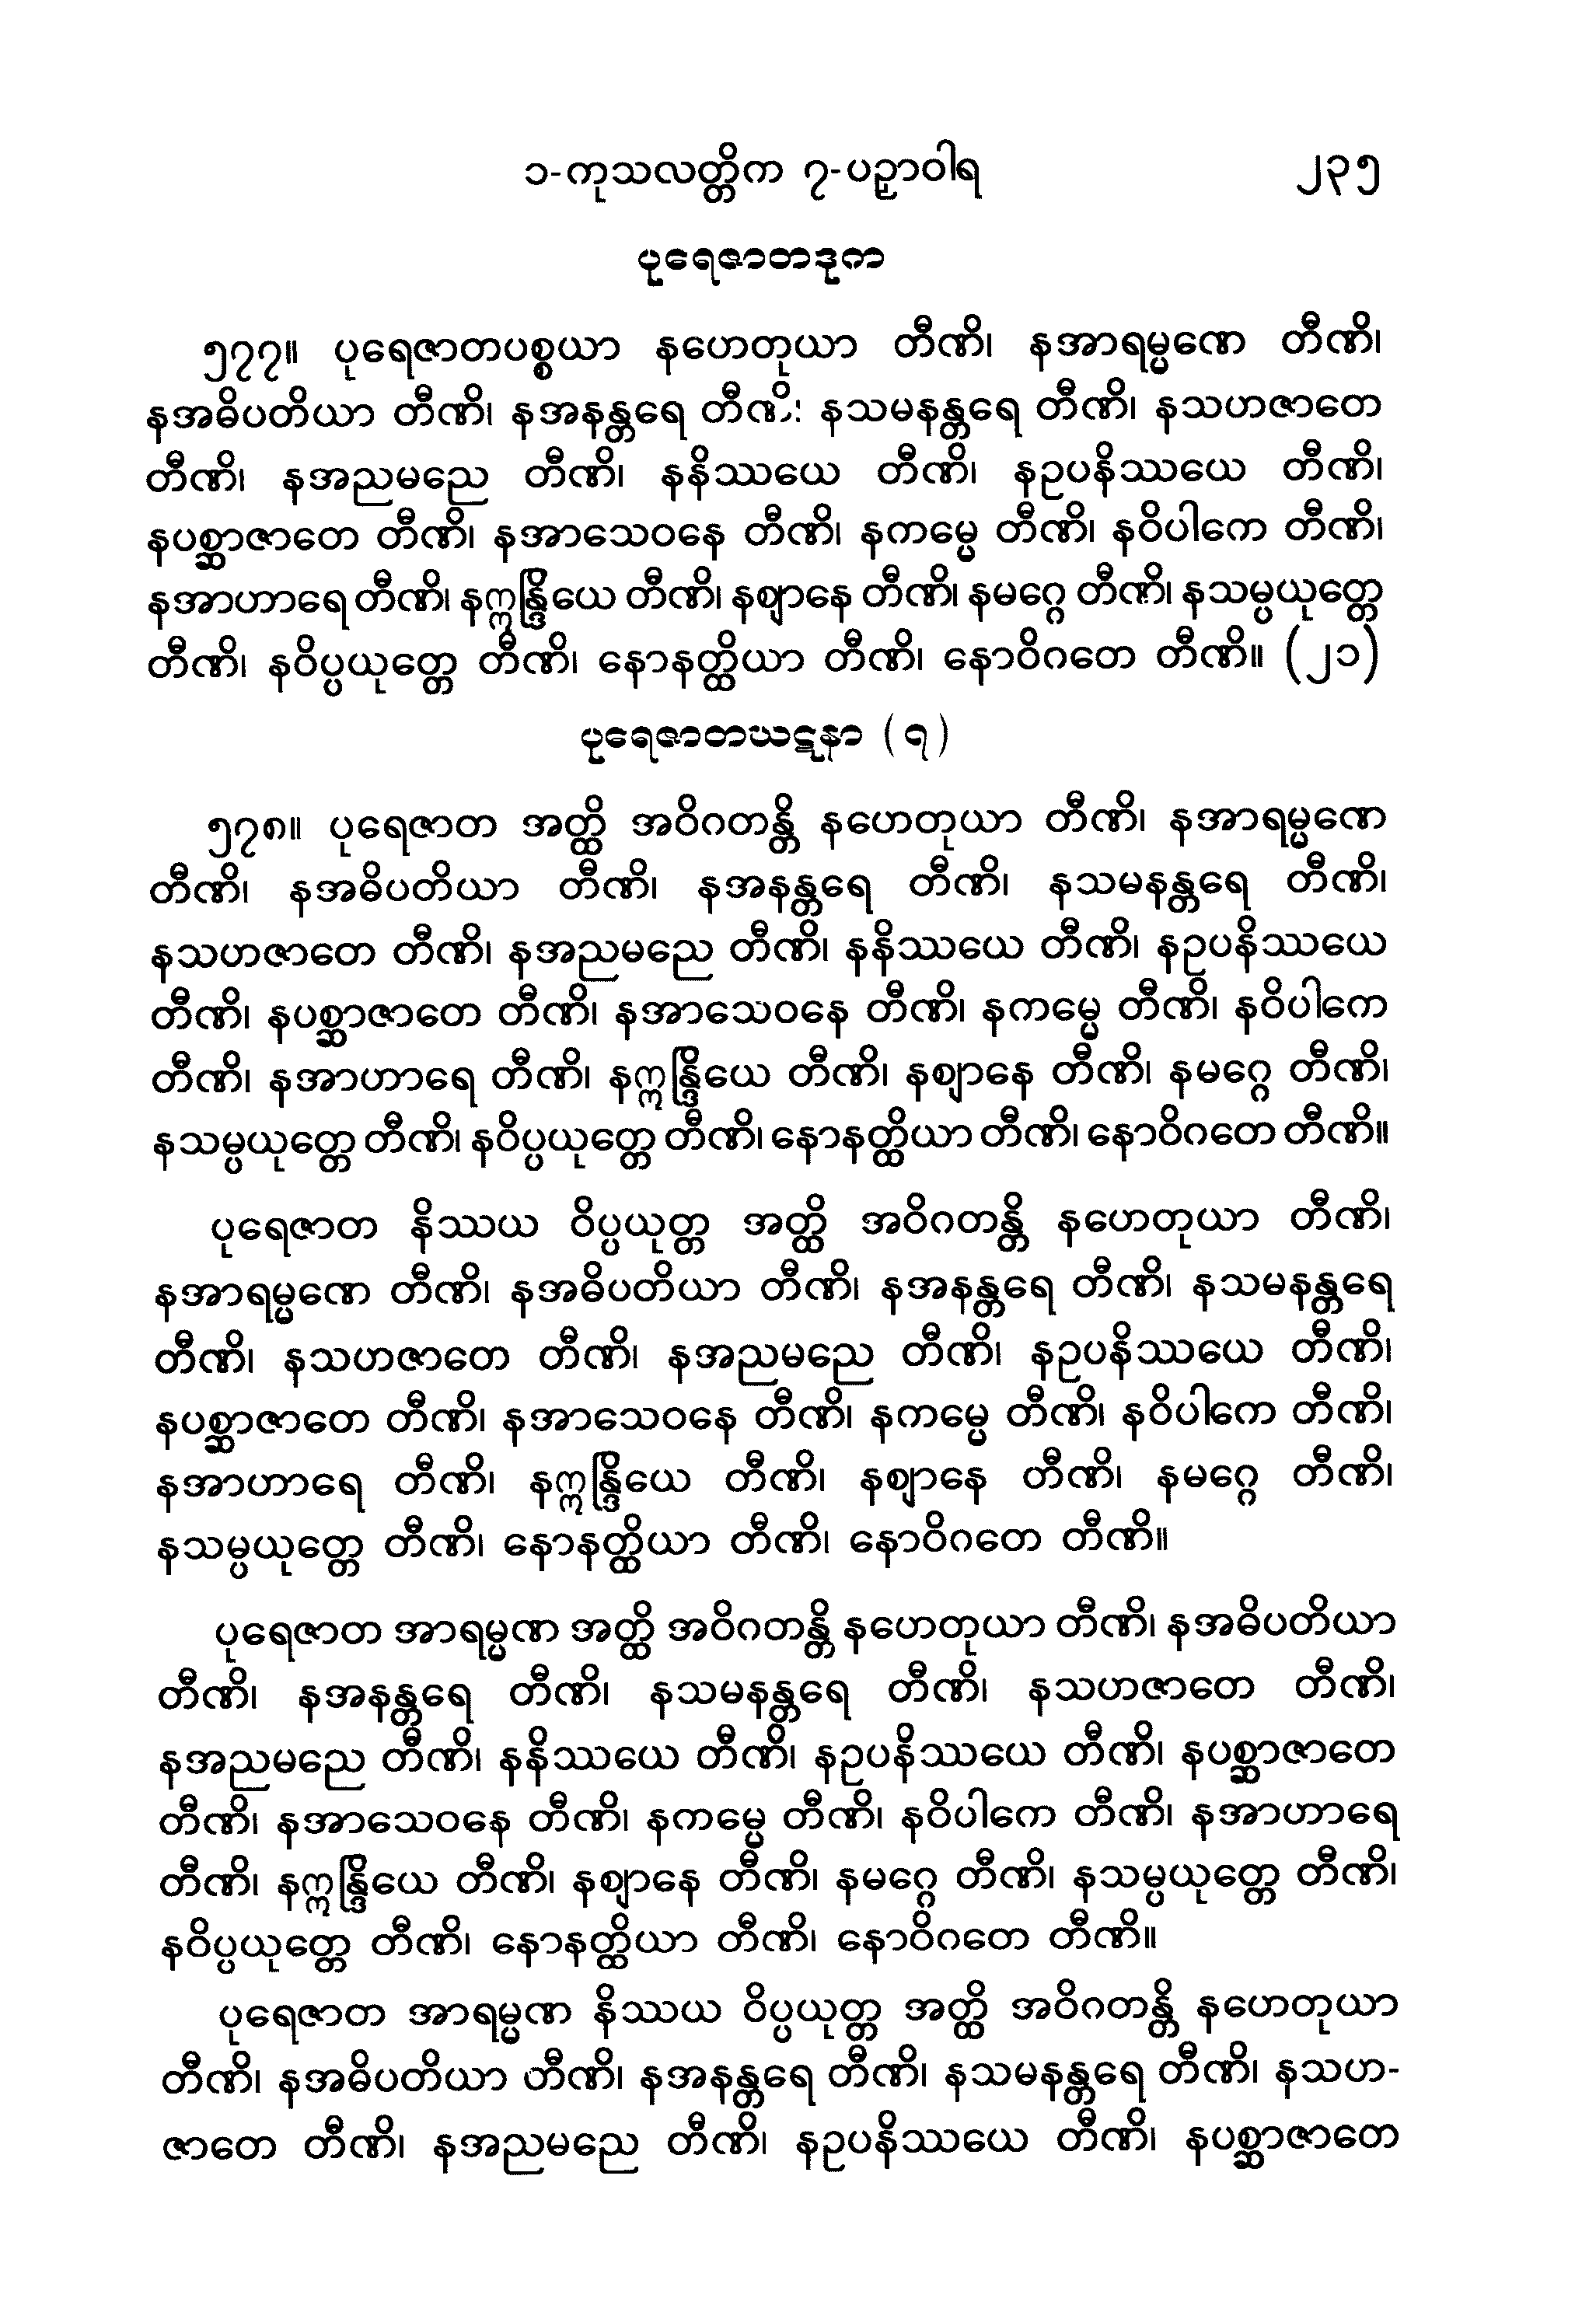 ၁-ကုသလတ္တိက ၇-ပဉှာဝါရ ၂၃၅
ပုရေဇာတဒုက
၅၇၇။ ပုရေဇာတပစ္စယာ နဟေတုယာ တီဏိ၊ နအာရမ္မဏေ တီဏိ၊
နအဓိပတိယာ တီဏိ၊ နအနန္တရေ တီဏိ၊ နသမနန္တရေ တီဏိ၊ နသဟဇာတေ
တီဏိ၊ နအညမညေ တီဏိ၊ နနိဿယေ တီဏိ၊ နဥပနိဿယေ တီဏိ၊
နပစ္ဆာဇာတေ တီဏိ၊ နအာသေဝနေ တီဏိ၊ နကမ္မေ တီဏိ၊ နဝိပါကေ တီဏိ၊
နအာဟာရေ တီဏိ၊ နဣန္ဒြိယေ တီဏိ၊ နဈာနေ တီဏိ၊ နမဂ္ဂေ တီဏိ၊ နသမ္ပယုတ္တေ
တီဏိ၊ နဝိပ္ပယုတ္တေ တီဏိ၊ နောနတ္ထိယာ တီဏိ၊ နောဝိဂတေ တီဏိ။ (၂၁)
ပုရေဇာတဃဋနာ (၇)
၅၇၈။ ပုရေဇာတ အတ္ထိ အဝိဂတန္တိ နဟေတုယာ တီဏိ၊ နအာရမ္မဏေ
တီဏိ၊ နအဓိပတိယာ တီဏိ၊ နအနန္တရေ တီဏိ၊ နသမနန္တရေ တီဏိ၊
နသဟဇာတေ တီဏိ၊ နအညမညေ တီဏိ၊ နနိဿယေ တီဏိ၊ နဥပနိဿယေ
တီဏိ၊ နပစ္ဆာဇာတေ တီဏိ၊ နအာသေဝနေ တီဏိ၊ နကမ္မေ တီဏိ၊ နဝိပါကေ
တီဏိ၊ နအာဟာရေ တီဏိ၊ နဣန္ဒြိယေ တီဏိ၊ နဈာနေ တီဏိ၊ နမဂ္ဂေ တီဏိ၊
နသမ္ပယုတ္တေ တီဏိ၊ နဝိပ္ပယုတ္တေ တီဏိ၊ နောနတ္ထိယာ တီဏိ၊ နောဝိဂတေ တီဏိ။
ပုရေဇာတ နိဿယ ဝိပ္ပယုတ္တ အတ္ထိ အဝိဂတန္တိ နဟေတုယာ တီဏိ၊
နအာရမ္မဏေ တီဏိ၊ နအဓိပတိယာ တီဏိ၊ နအနန္တရေ တီဏိ၊ နသမနန္တရေ
တီဏိ၊ နသဟဇာတေ တီဏိ၊ နအညမညေ တီဏိ၊ နဥပနိဿယေ တီဏိ၊
နပစ္ဆာဇာတေ တီဏိ၊ နအာသေဝနေ တီဏိ၊ နကမ္မေ တီဏိ၊ နဝိပါကေ တီဏိ၊
နအာဟာရေ တီဏိ၊ နဣန္ဒြိယေ တီဏိ၊ နဈာနေ တီဏိ၊ နမဂ္ဂေ တီဏိ၊
နသမ္ပယုတ္တေ တီဏိ၊ နောနတ္ထိယာ တီဏိ၊ နောဝိဂတေ တီဏိ။
ပုရေဇာတ အာရမ္မဏ အတ္ထိ အဝိဂတန္တိ နဟေတုယာ တီဏိ၊ နအဓိပတိယာ
တီဏိ၊ နအနန္တရေ တီဏိ၊ နသမနန္တရေ တီဏိ၊ နသဟဇာတေ တီဏိ၊
နအညမညေ တီဏိ၊ နနိဿယေ တီဏိ၊ နဥပနိဿယေ တီဏိ၊ နပစ္ဆာဇာတေ
တီဏိ၊ နအာသေဝနေ တီဏိ၊ နကမ္မေ တီဏိ၊ နဝိပါကေ တီဏိ၊ နအာဟာရေ
တီဏိ၊ နဣန္ဒြိယေ တီဏိ၊ နဈာနေ တီဏိ၊ နမဂ္ဂေ တီဏိ၊ နသမ္ပယုတ္တေ တီဏိ၊
နဝိပ္ပယုတ္တေ တီဏိ၊ နောနတ္ထိယာ တီဏိ၊ နောဝိဂတေ တီဏိ။
ပုရေဇာတ အာရမ္မဏ နိဿယ ဝိပ္ပယုတ္တ အတ္ထိ အဝိဂတန္တိ နဟေတုယာ
တီဏိ၊ နအဓိပတိယာ တီဏိ၊ နအနန္တရေ တီဏိ၊ နသမနန္တရေ တီဏိ၊ နသဟ-
ဇာတေ တီဏိ၊ နအညမညေ တီဏိ၊ နဥပနိဿယေ တီဏိ၊ နပစ္ဆာဇာတေ